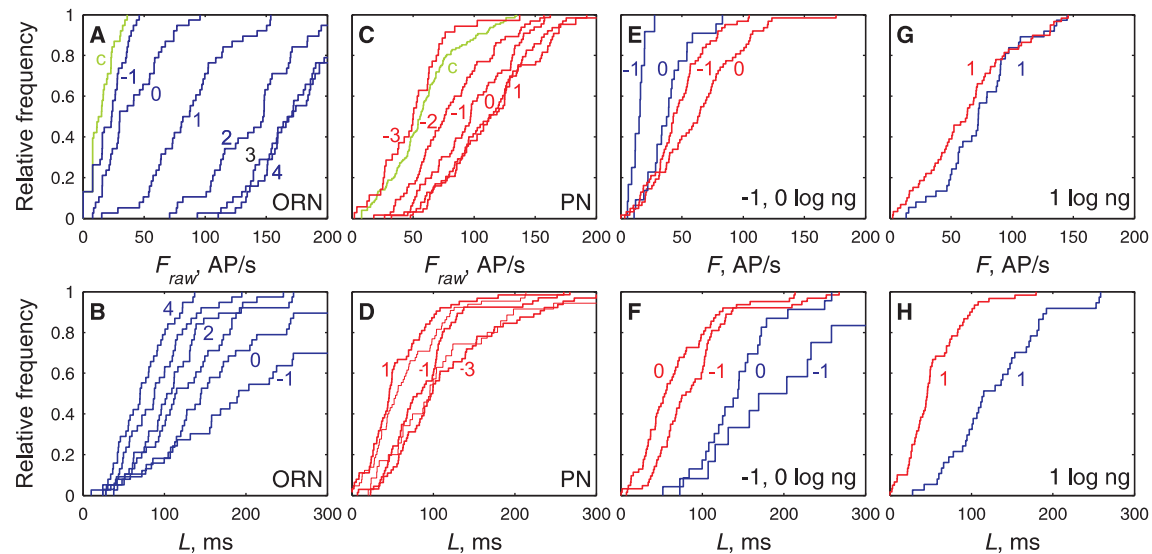 Relative frequency
1
0.8
0.6
0.4
0.2
0
A
c
-1
0
1
2
3
4
ORN
0 50 100 150 200
F_raw, AP/s
C
-3
-2
c
-1
0
1
PN
0 50 100 150 200
F_raw, AP/s
E
-1
0
-1
0
-1, 0 log ng
0 50 100 150 200
F, AP/s
G
1
1
1 log ng
0 50 100 150 200
F, AP/s
Relative frequency
1
0.8
0.6
0.4
0.2
0
B
4
2
0
-1
ORN
0 100 200 300
L, ms
D
1
-1
-3
PN
0 100 200 300
L, ms
F
0
-1
0
-1
-1, 0 log ng
0 100 200 300
L, ms
H
1
1
1 log ng
0 100 200 300
L, ms